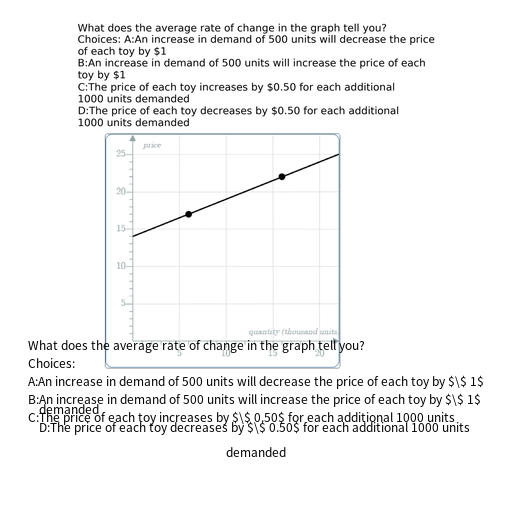 What does the average rate of change in the graph tell you?
Choices: A:An increase in demand of 500 units will decrease the price
of each toy by $1
B:An increase in demand of 500 units will increase the price of each
toy by $1
C:The price of each toy increases by $0.50 for each additional
1000 units demanded
D:The price of each toy decreases by $0.50 for each additional
1000 units demanded
price
25
20
15
10
5
quantity (thousand units
5
10
15
20
What does the average rate of change in the graph tell you?
Choices:
A:An increase in demand of 500 units will decrease the price of each toy by $\$ 1$
B:An increase in demand of 500 units will increase the price of each toy by $\$ 1$
demanded
C:The price of each toy increases by $\$ 0.50$ for each additional 1000 units
D:The price of each toy decreases by $\$ 0.50$ for each additional 1000 units
demanded